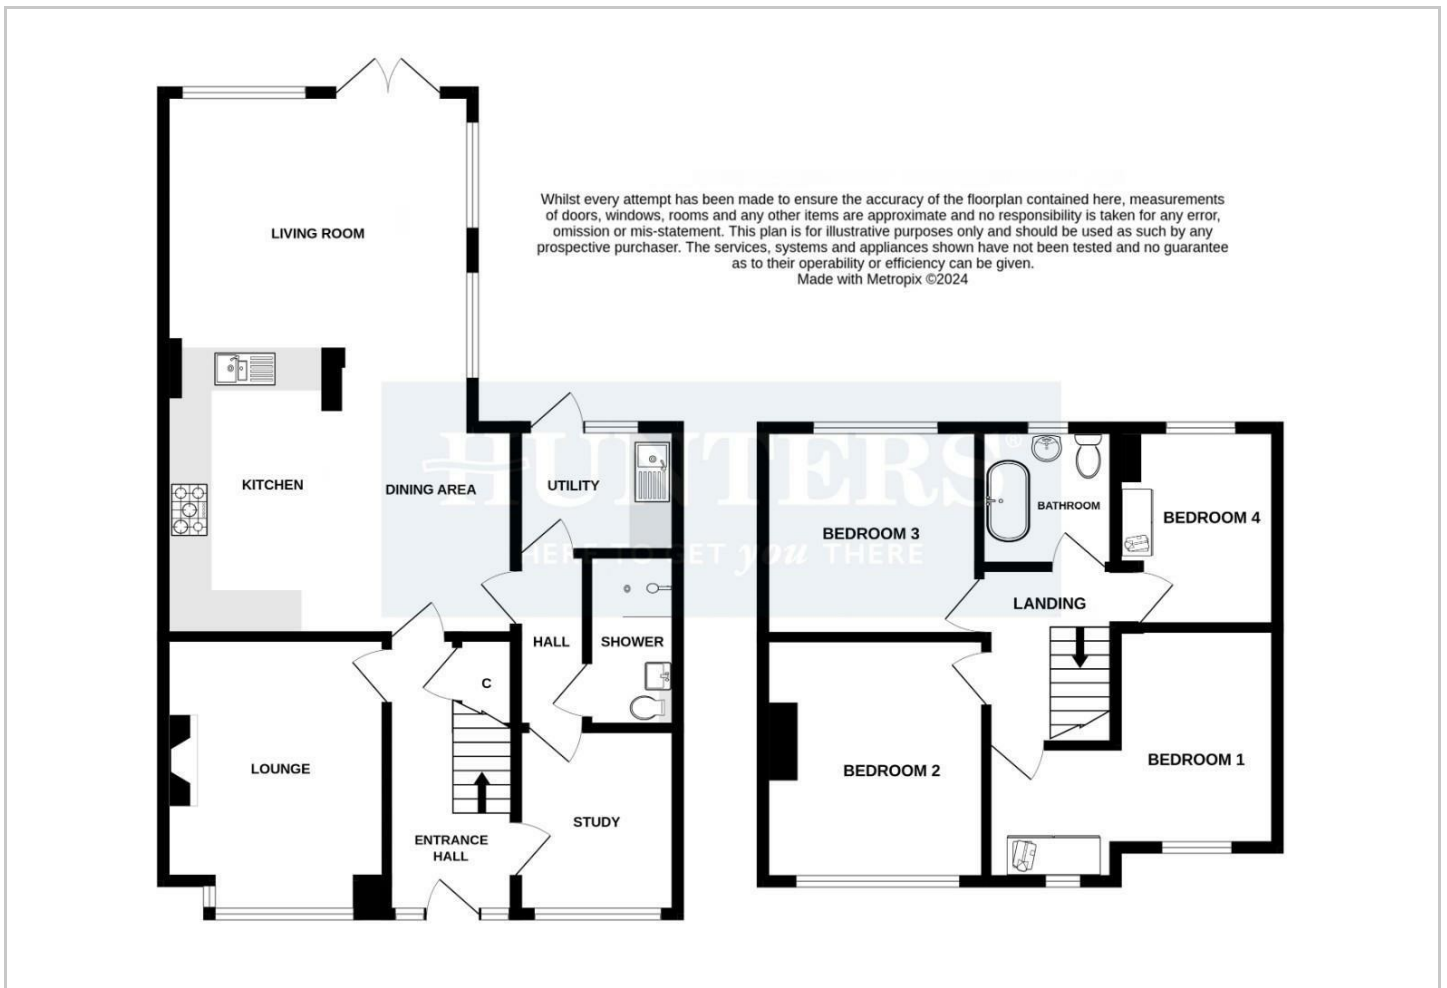 Whilst every attempt has been made to ensure the accuracy of the floorplan contained here, measurements
of doors, windows, rooms and any other items are approximate and no responsibility is taken for any error,
omission or mis-statement. This plan is for illustrative purposes only and should be used as such by any
prospective purchaser. The services, systems and appliances shown have not been tested and no guarantee
as to their operability or efficiency can be given.
Made with Metropix ©2024
LIVING ROOM
KITCHEN
DINING AREA
UTILITY
HALL
SHOWER
C
LOUNGE
ENTRANCE
HALL
STUDY
BEDROOM 3
BATHROOM
BEDROOM 4
LANDING
BEDROOM 2
BEDROOM 1
HUNTERS®
HERE TO GET you THERE